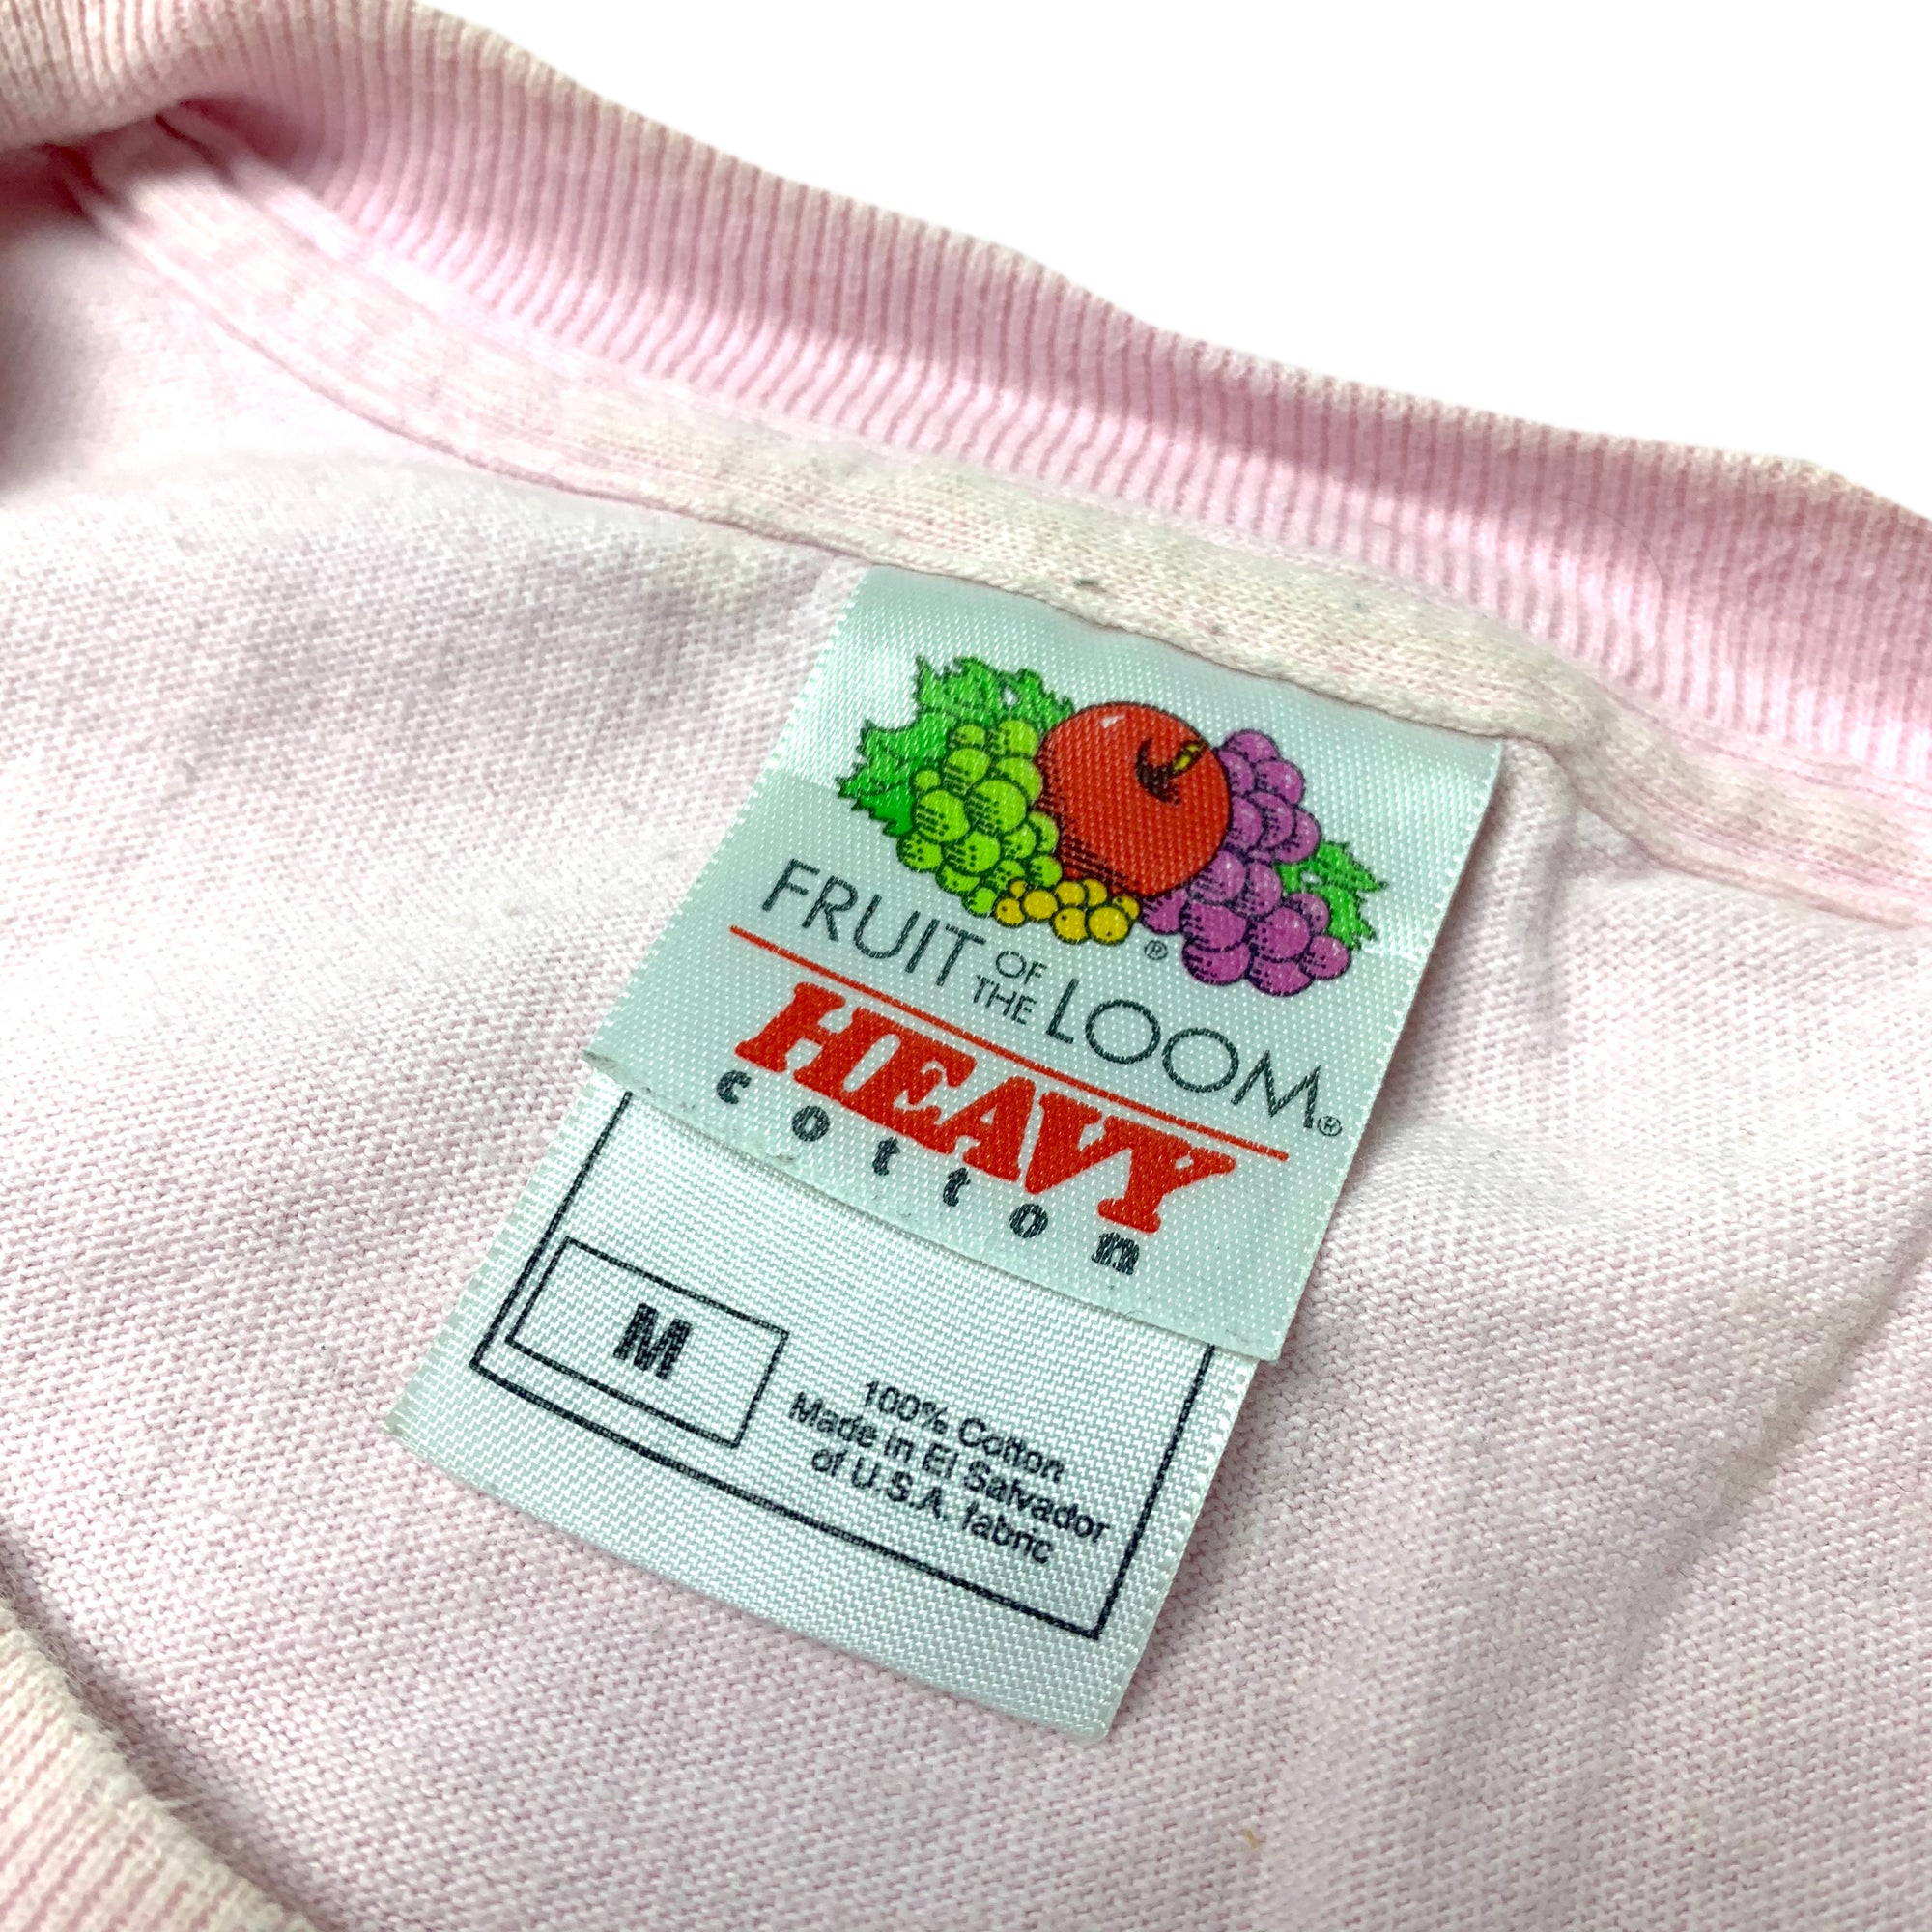 ®
FRUIT OF THE LOOM®
HEAVY
cotton
M
100% Cotton
Made in El Salvador
of U.S.A. fabric